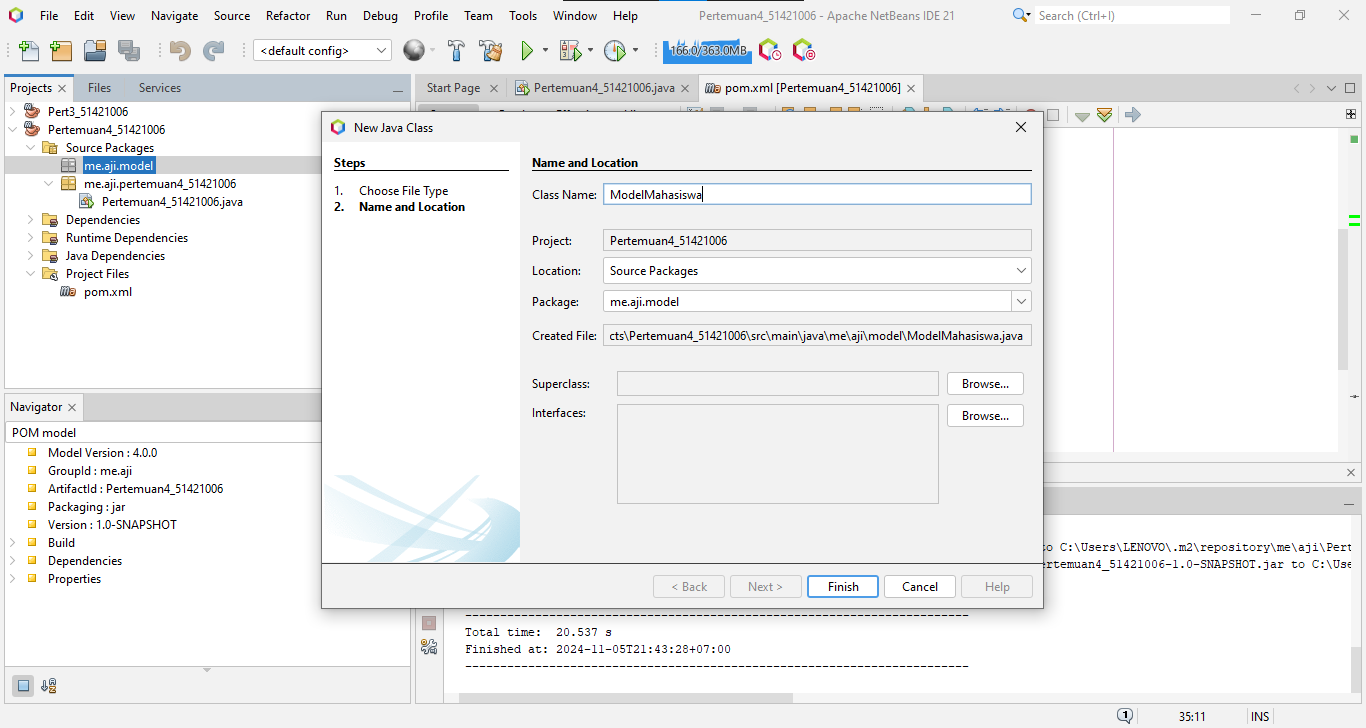 File Edit View Navigate Source Refactor Run Debug Profile Team Tools Window Help
Pertemuan4_51421006 - Apache NetBeans IDE 21
Search (Ctrl+I)
<default config>
166.0/363.0MB
Projects Files Services
Start Page Pertemuan4_51421006.java pom.xml [Pertemuan4_51421006]
Pert3_51421006
Pertemuan4_51421006
Source Packages
me.aji.model
me.aji.pertemuan4_51421006
Pertemuan4_51421006.java
Dependencies
Runtime Dependencies
Java Dependencies
Project Files
pom.xml
Navigator
POM model
Model Version : 4.0.0
GroupId : me.aji
ArtifactId : Pertemuan4_51421006
Packaging : jar
Version : 1.0-SNAPSHOT
Build
Dependencies
Properties
New Java Class
Steps
1. Choose File Type
2. Name and Location
Name and Location
Class Name: ModelMahasiswa
Project: Pertemuan4_51421006
Location: Source Packages
Package: me.aji.model
Created File: cts\Pertemuan4_51421006\src\main\java\me\aji\model\ModelMahasiswa.java
Superclass: Browse...
Interfaces: Browse...
< Back Next > Finish Cancel Help
to C:\Users\LENOVO\.m2\repository\me\aji\Pert
ertemuan4_51421006-1.0-SNAPSHOT.jar to C:\Use
------------------------------------------------------------------------
Total time: 20.537 s
Finished at: 2024-11-05T21:43:28+07:00
------------------------------------------------------------------------
1 35:11 INS